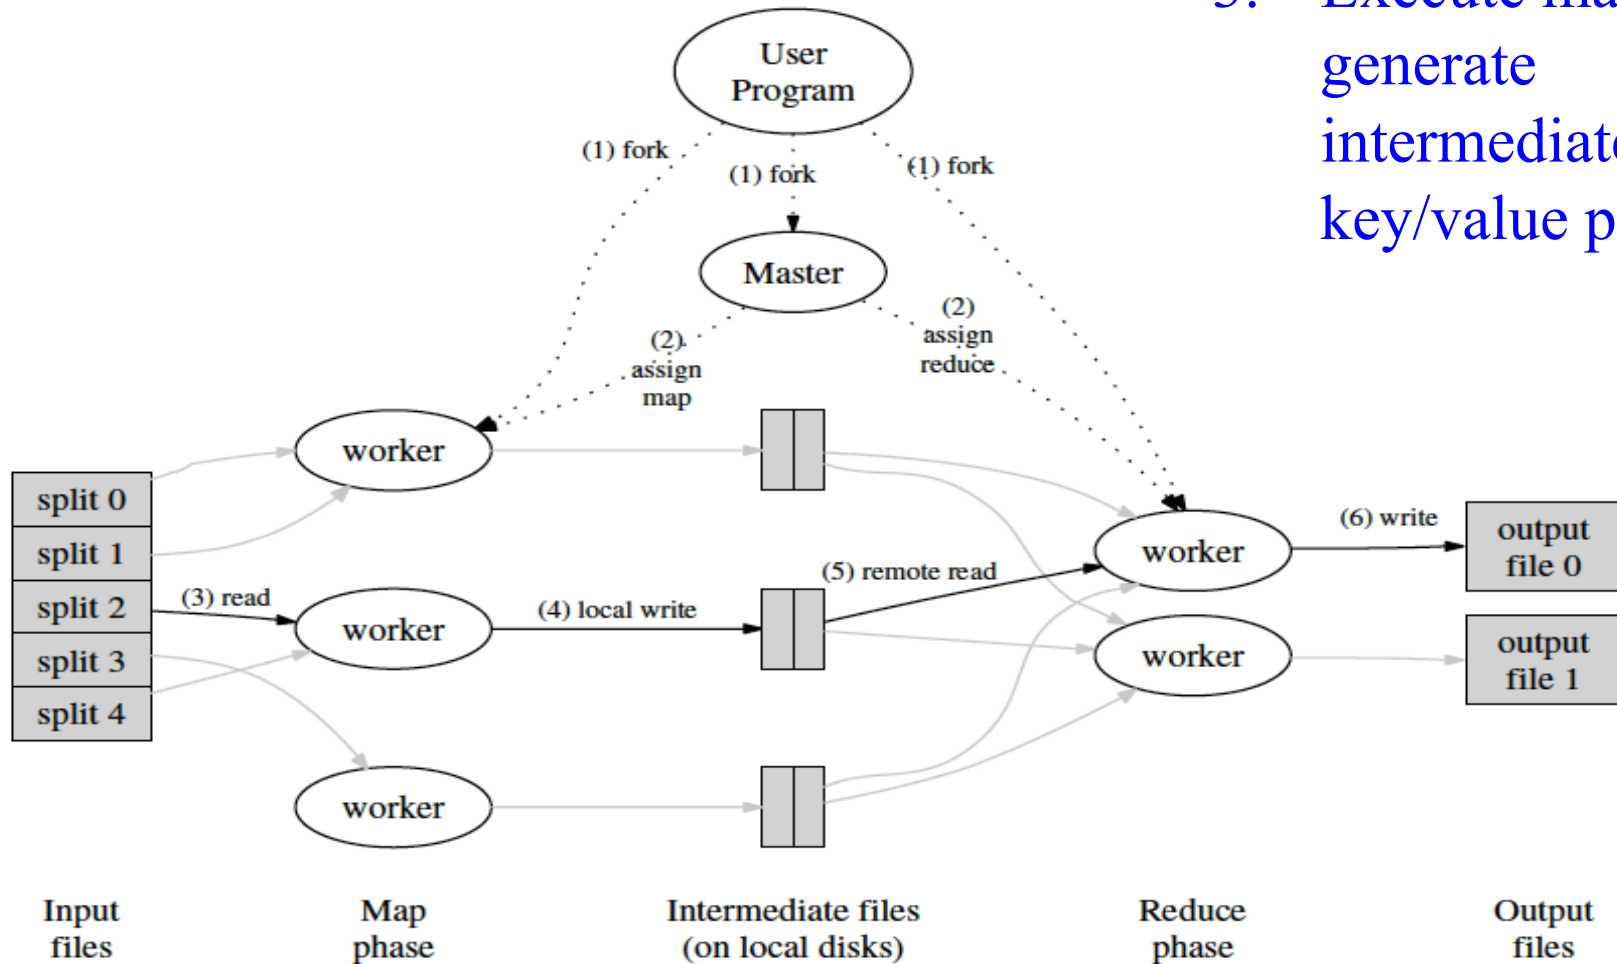 User
Program
generate
intermediate
key/value
(1) fork
(1) fork
(1) fork
Master
(2)
assign
map
(2)
assign
reduce
worker
split 0
split 1
split 2
split 3
split 4
(3) read
worker
(4) local write
worker
(5) remote read
worker
worker
(6) write
output
file 0
output
file 1
Input
files
Map
phase
Intermediate files
(on local disks)
Reduce
phase
Output
files